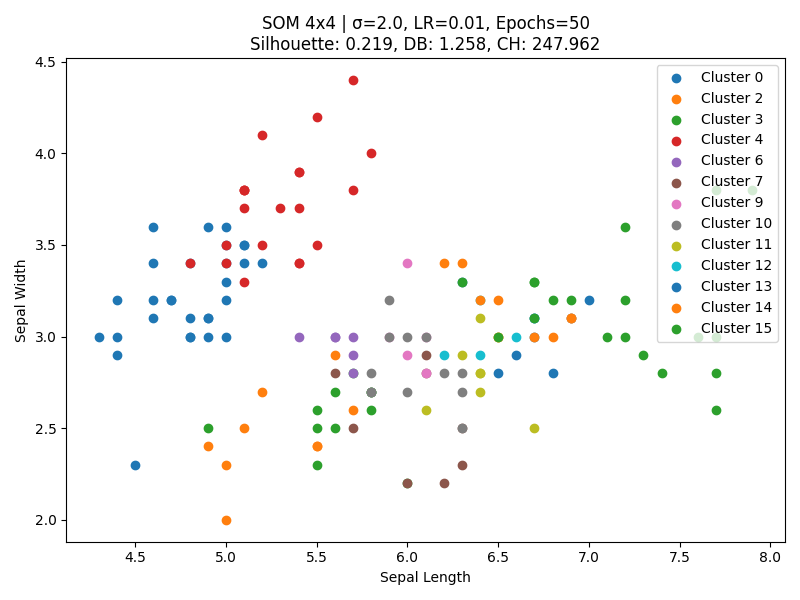 SOM 4x4 | σ=2.0, LR=0.01, Epochs=50
Silhouette: 0.219, DB: 1.258, CH: 247.962
Sepal Width
4.5
4.0
3.5
3.0
2.5
2.0
Cluster 0
Cluster 2
Cluster 3
Cluster 4
Cluster 6
Cluster 7
Cluster 9
Cluster 10
Cluster 11
Cluster 12
Cluster 13
Cluster 14
Cluster 15
4.5 5.0 5.5 6.0 6.5 7.0 7.5 8.0
Sepal Length